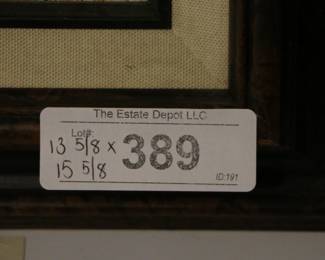 The Estate Depot LLC
Lot#:
13 5/8 x
15 5/8
389
ID:191